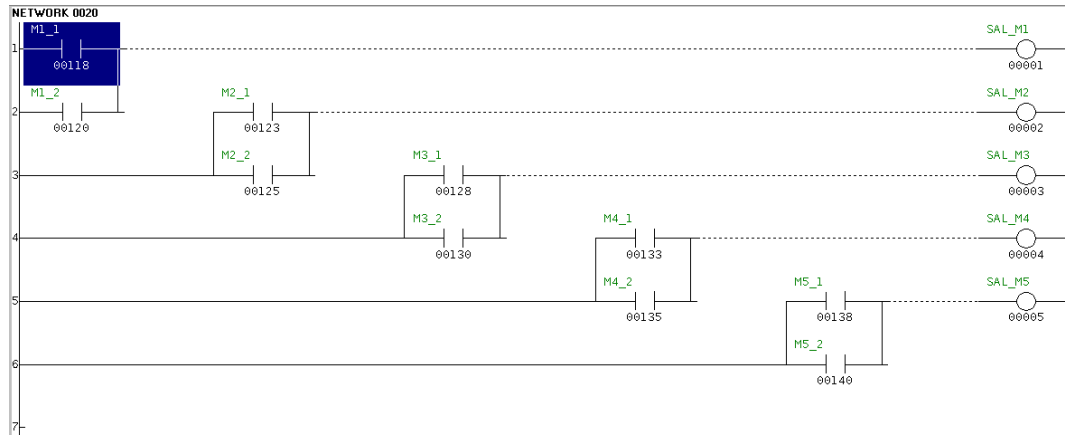 NETWORK 0020
M1_1 SAL_M1
1
00118 00001
M1_2 M2_1 SAL_M2
2
00120 00123 00002
M2_2 M3_1 SAL_M3
3
00125 00128 00003
M3_2 M4_1 SAL_M4
4
00130 00133 00004
M4_2 M5_1 SAL_M5
5
00135 00138 00005
M5_2
6
00140
7